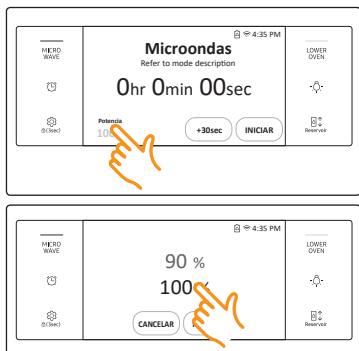 4:35 PM
MICRO
WAVE
Microondas
LOWER
OVEN
Refer to mode description
0hr 0min 00sec
Potencia
+30sec
INICIAR
(3sec)
Reservoir
4:35 PM
MICRO
WAVE
LOWER
OVEN
90 %
100 %
CANCELAR
(3sec)
Reservoir